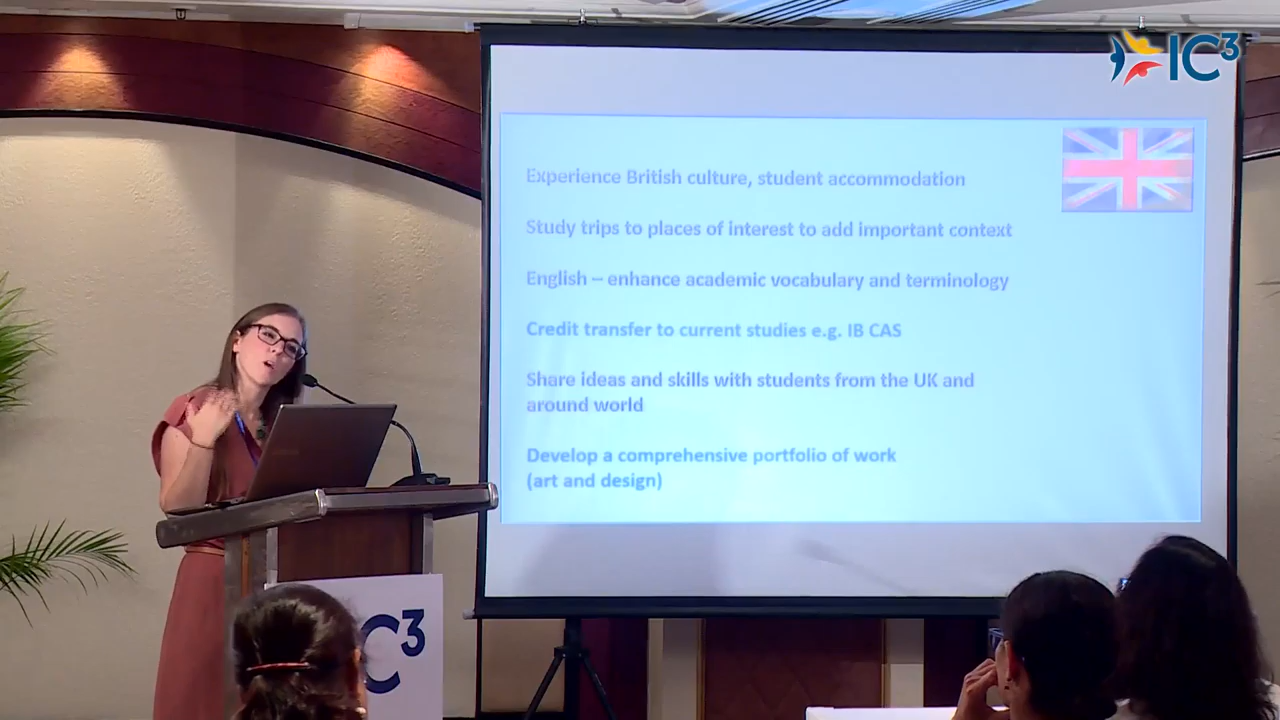 IC³
Experience British culture, student accommodation
Study trips to places of interest to add important context
English – enhance academic vocabulary and terminology
Credit transfer to current studies e.g. IB CAS
Share ideas and skills with students from the UK and
around world
Develop a comprehensive portfolio of work
(art and design)
C³